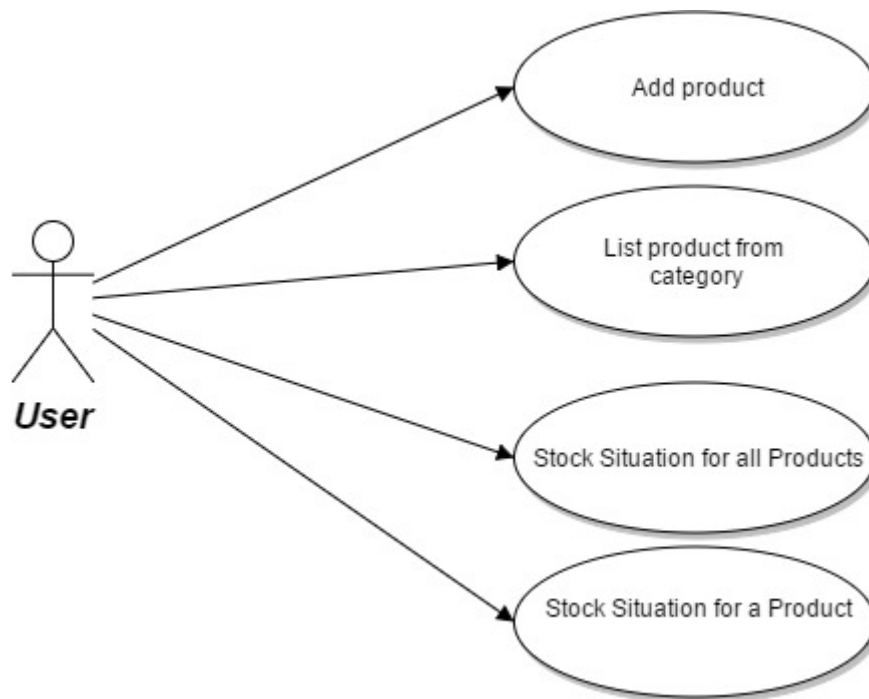 Add product
List product from
category
User
Stock Situation for all Products
Stock Situation for a Product